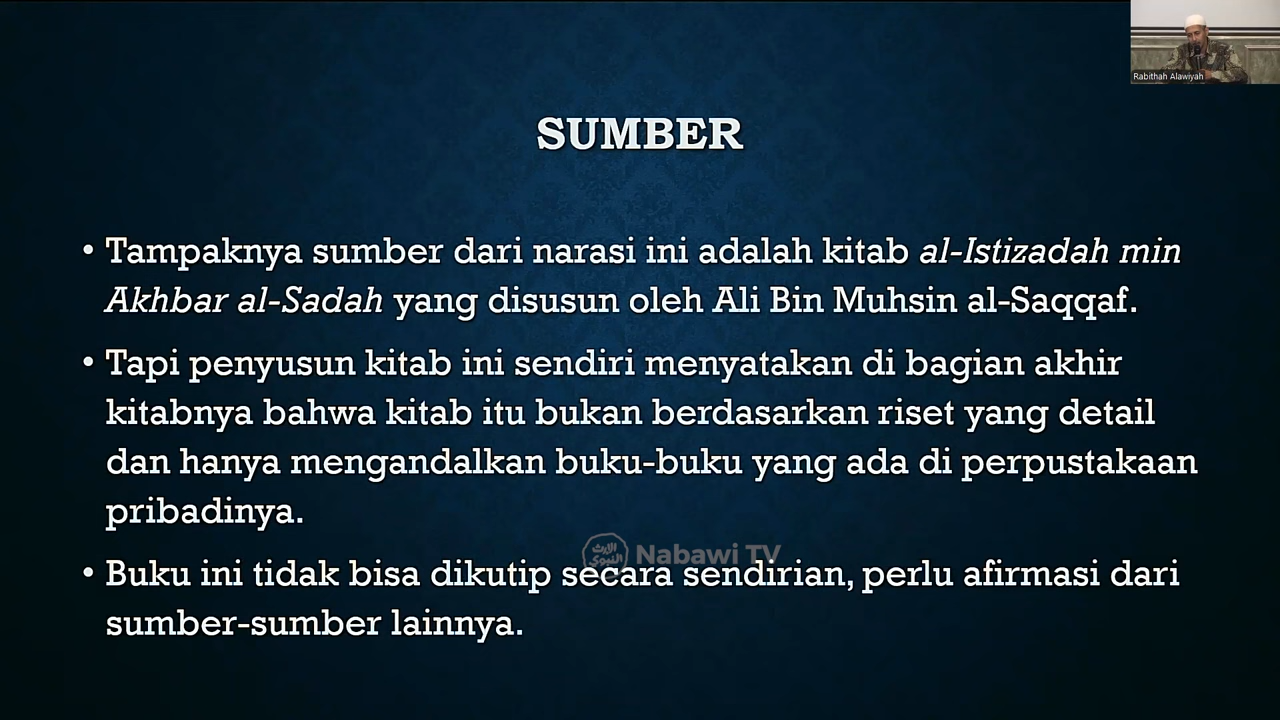 Rabithah Alawiyah
SUMBER
• Tampaknya sumber dari narasi ini adalah kitab al-Istizadah min
Akhbar al-Sadah yang disusun oleh Ali Bin Muhsin al-Saqqaf.
• Tapi penyusun kitab ini sendiri menyatakan di bagian akhir
kitabnya bahwa kitab itu bukan berdasarkan riset yang detail
dan hanya mengandalkan buku-buku yang ada di perpustakaan
pribadinya.
الإرث النبوي Nabawi TV
• Buku ini tidak bisa dikutip secara sendirian, perlu afirmasi dari
sumber-sumber lainnya.